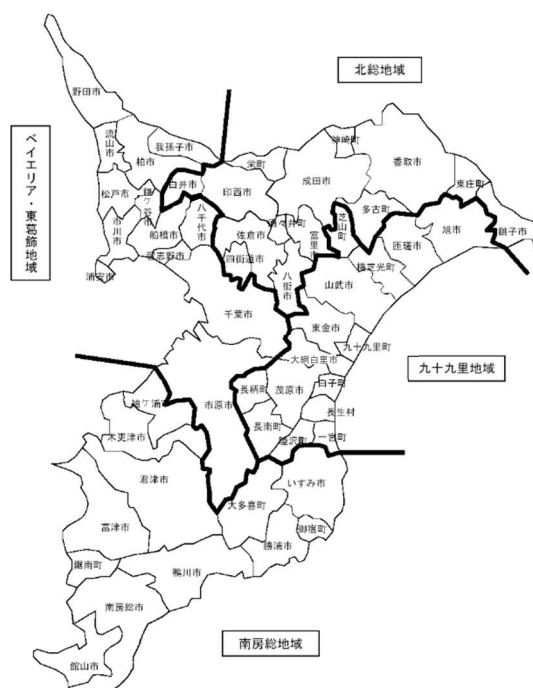 北総地域
野田市
流山市
柏市
我孫子市
ベイエリア・東葛飾地域
松戸市
鎌ケ谷市
市川市
船橋市
八千代市
習志野市
浦安市
白井市
印西市
栄町
成田市
神崎町
香取市
東庄町
銚子市
多古町
旭市
匝瑳市
芝山町
横芝光町
佐倉市
酒々井町
富里市
四街道市
八街市
山武市
千葉市
東金市
九十九里町
大網白里市
九十九里地域
市原市
長柄町
茂原市
白子町
長生村
長南町
睦沢町
一宮町
袖ケ浦市
木更津市
君津市
富津市
大多喜町
いすみ市
御宿町
勝浦市
鋸南町
鴨川市
南房総市
館山市
南房総地域